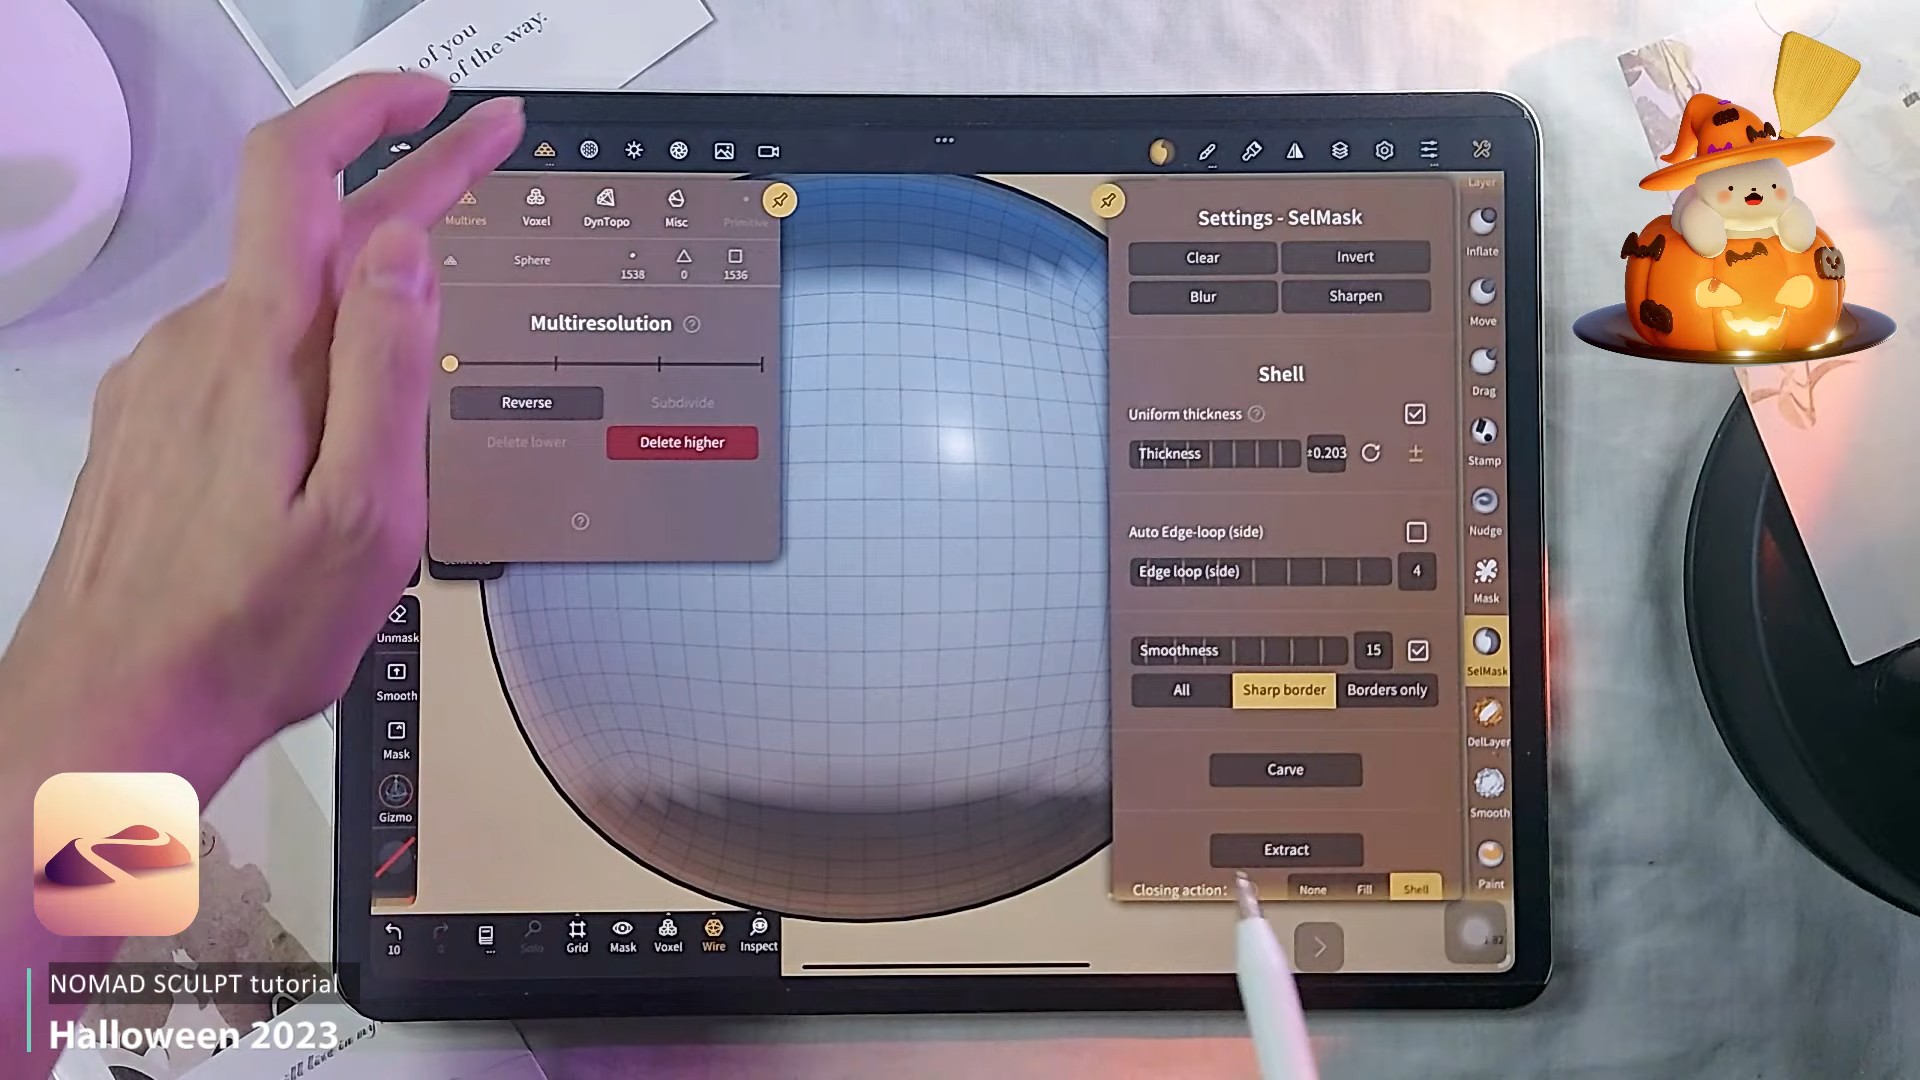 of you
of the way.
Multires
Voxel
DynTopo
Misc
Primitive
Sphere
1538
0
1536
Multiresolution ?
Reverse
Subdivide
Delete lower
Delete higher
?
Unmask
Smooth
Mask
Gizmo
10
Solo
Grid
Mask
Voxel
Wire
Inspect
Settings - SelMask
Clear
Invert
Blur
Sharpen
Shell
Uniform thickness ?
Thickness
±0.203
±
Auto Edge-loop (side)
Edge loop (side)
4
Smoothness
15
All
Sharp border
Borders only
Carve
Extract
Closing action:
None
Fill
Shell
Layer
Inflate
Move
Drag
Stamp
Nudge
Mask
SelMask
DelLayer
Smooth
Paint
NOMAD SCULPT tutorial
Halloween 2023